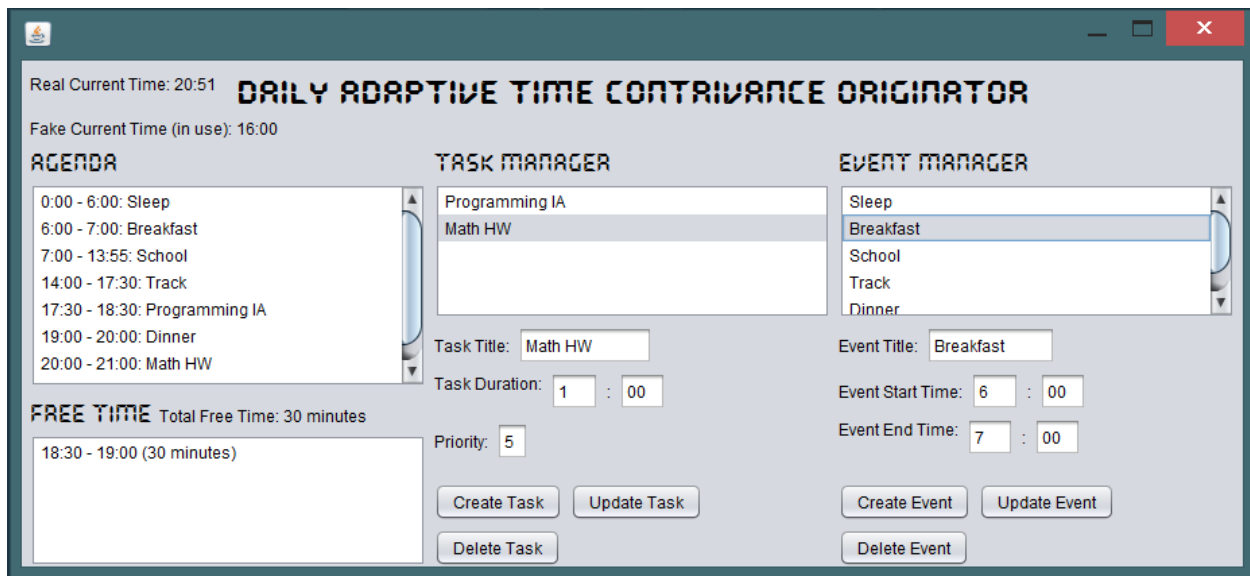 Real Current Time: 20:51
DAILY ADAPTIVE TIME CONTRIVANCE ORIGINATOR
Fake Current Time (in use): 16:00
AGENDA
0:00 - 6:00: Sleep
6:00 - 7:00: Breakfast
7:00 - 13:55: School
14:00 - 17:30: Track
17:30 - 18:30: Programming IA
19:00 - 20:00: Dinner
20:00 - 21:00: Math HW
FREE TIME Total Free Time: 30 minutes
18:30 - 19:00 (30 minutes)
TASK MANAGER
Programming IA
Math HW
Task Title: Math HW
Task Duration: 1 : 00
Priority: 5
Create Task Update Task
Delete Task
EVENT MANAGER
Sleep
Breakfast
School
Track
Dinner
Event Title: Breakfast
Event Start Time: 6 : 00
Event End Time: 7 : 00
Create Event Update Event
Delete Event